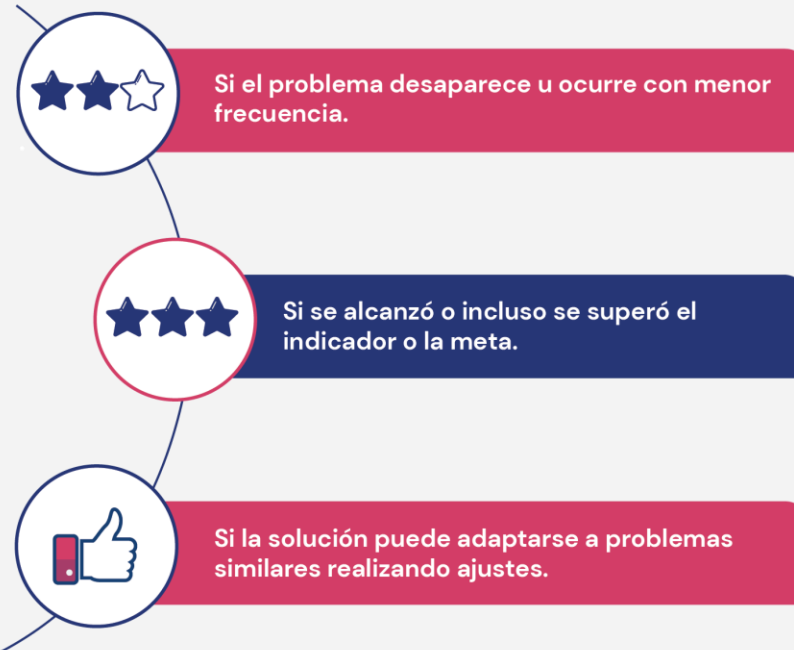 Si el problema desaparece u ocurre con menor
frecuencia.
Si se alcanzó o incluso se superó el
indicador o la meta.
Si la solución puede adaptarse a problemas
similares realizando ajustes.